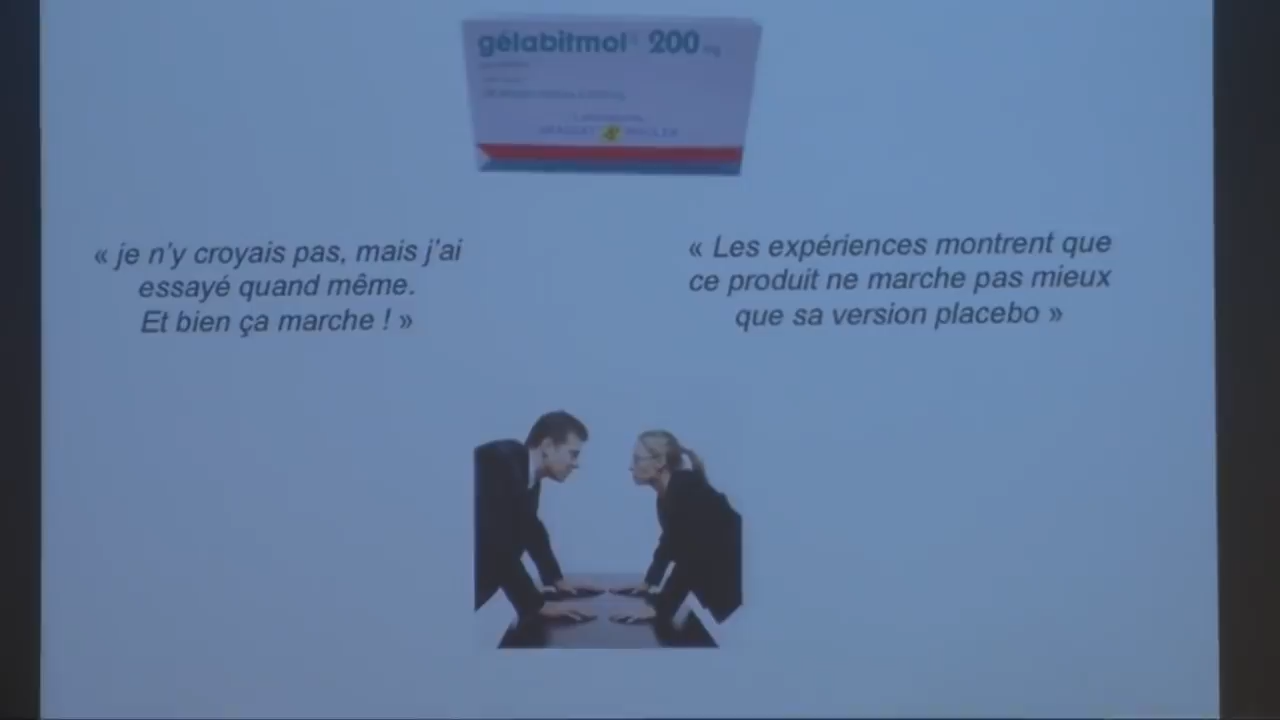 gélabitmol 200 mg
« je n'y croyais pas, mais j'ai
essayé quand même.
Et bien ça marche ! »
« Les expériences montrent que
ce produit ne marche pas mieux
que sa version placebo »